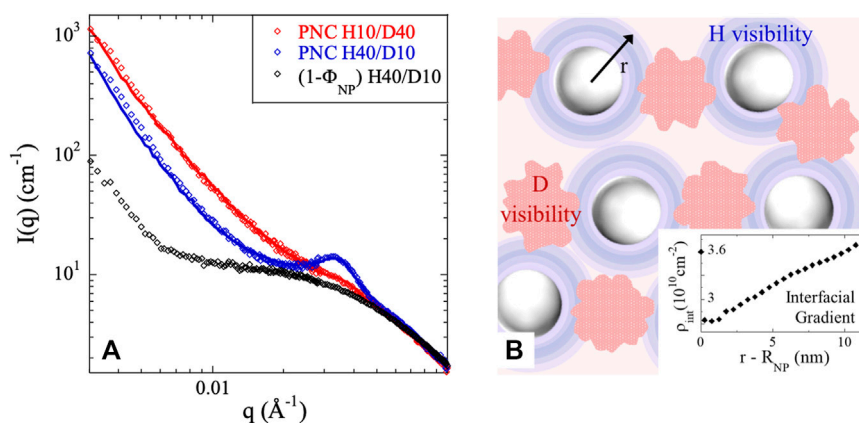 10³
10²
10¹
I(q) (cm⁻¹)
PNC H10/D40
PNC H40/D10
(1-Φ_NP) H40/D10
A
0.01
q (Å⁻¹)
H visibility
r
D
visibility
3.6
3
ρ_int(10¹⁰cm⁻²)
Interfacial
Gradient
0
5
10
r - R_NP (nm)
B